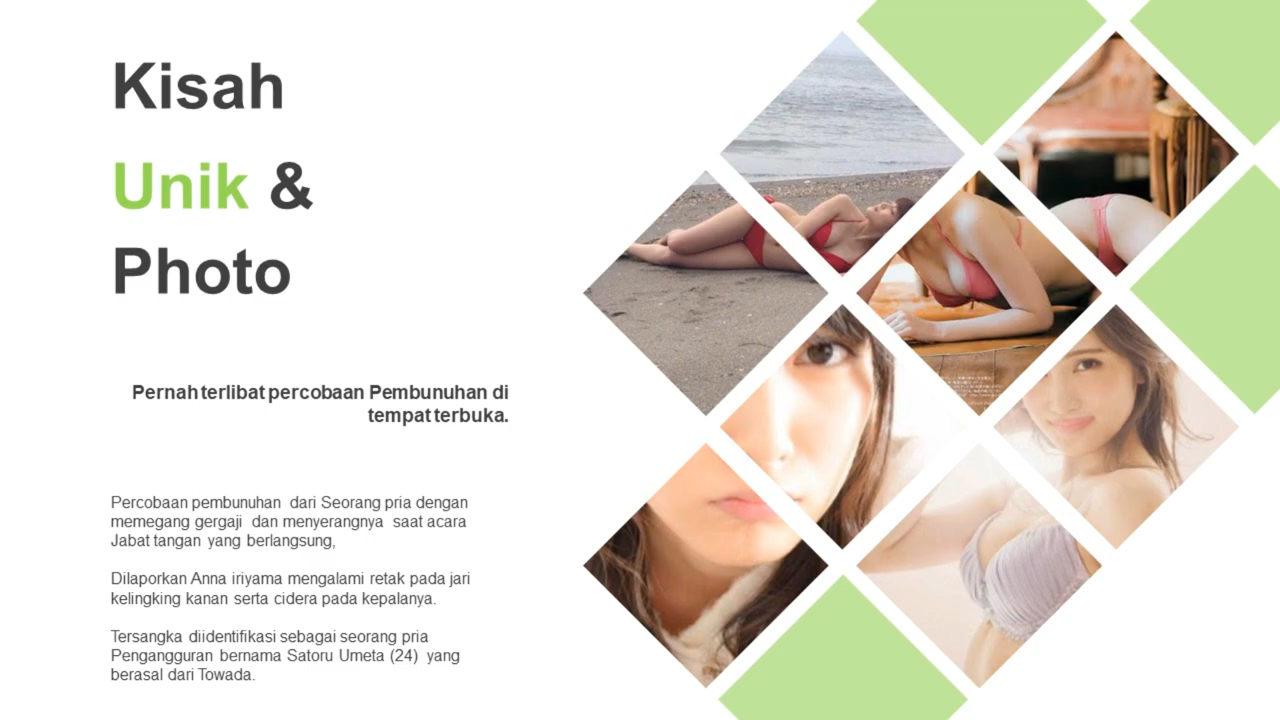 Kisah
Unik &
Photo
Pernah terlibat percobaan Pembunuhan di
tempat terbuka.
Percobaan pembunuhan dari Seorang pria dengan
memegang gergaji dan menyerangnya saat acara
Jabat tangan yang berlangsung,
Dilaporkan Anna iriyama mengalami retak pada jari
kelingking kanan serta cidera pada kepalanya.
Tersangka diidentifikasi sebagai seorang pria
Pengangguran bernama Satoru Umeta (24) yang
berasal dari Towada.